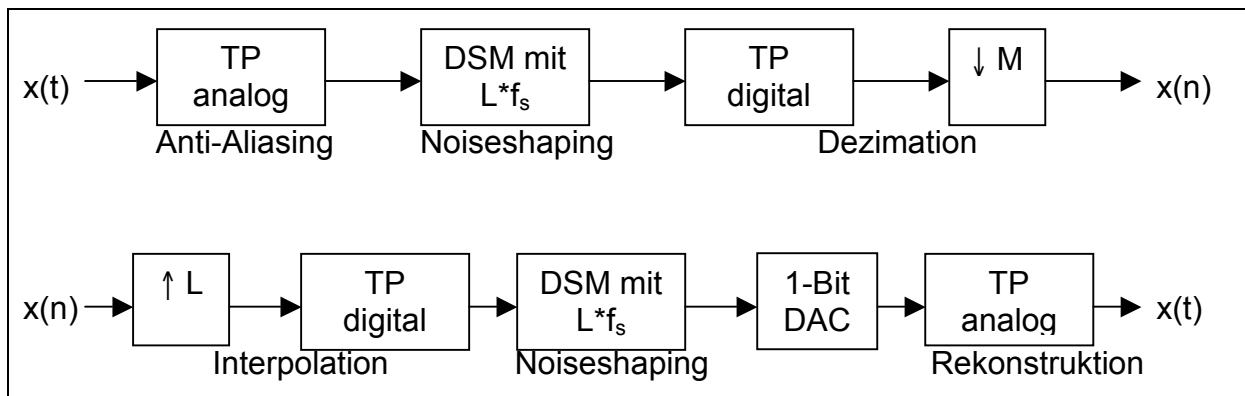 x(t)
TP
analog
Anti-Aliasing
DSM mit
L*fs
Noiseshaping
TP
digital
↓ M
Dezimation
x(n)
x(n)
↑ L
TP
digital
Interpolation
DSM mit
L*fs
Noiseshaping
1-Bit
DAC
TP
analog
Rekonstruktion
x(t)